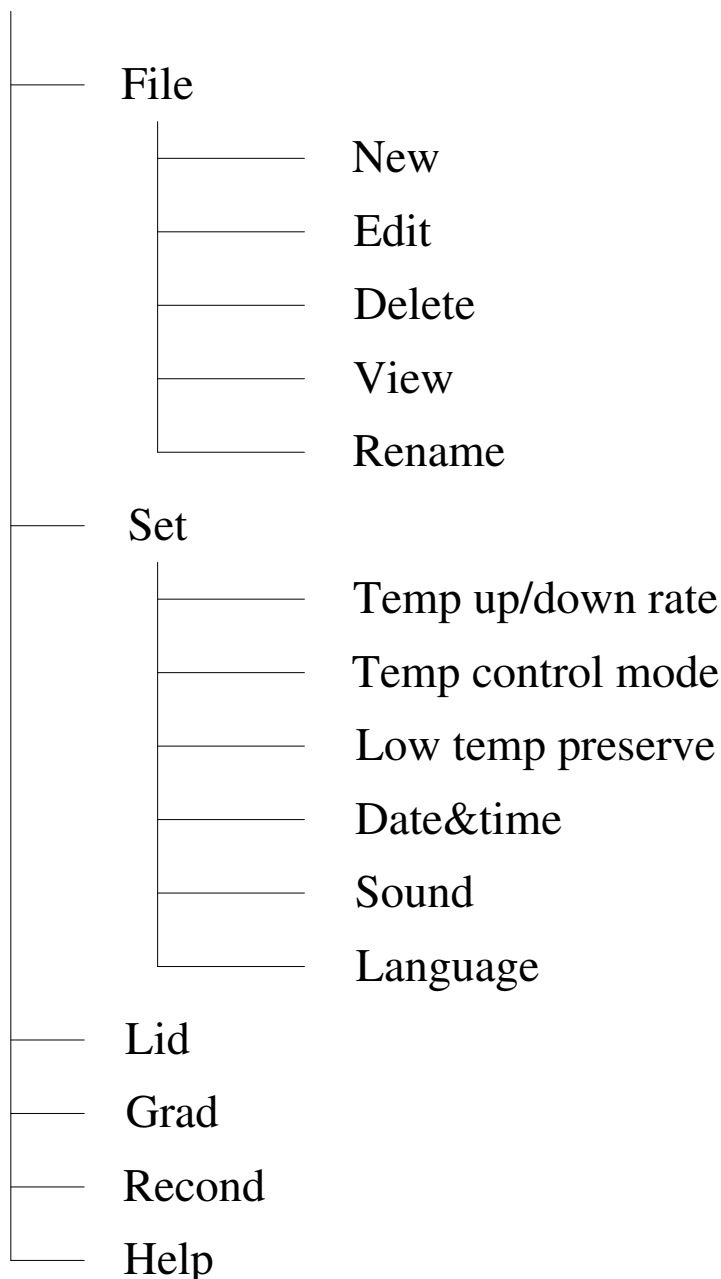 File
New
Edit
Delete
View
Rename
Set
Temp up/down rate
Temp control mode
Low temp preserve
Date&time
Sound
Language
Lid
Grad
Recond
Help